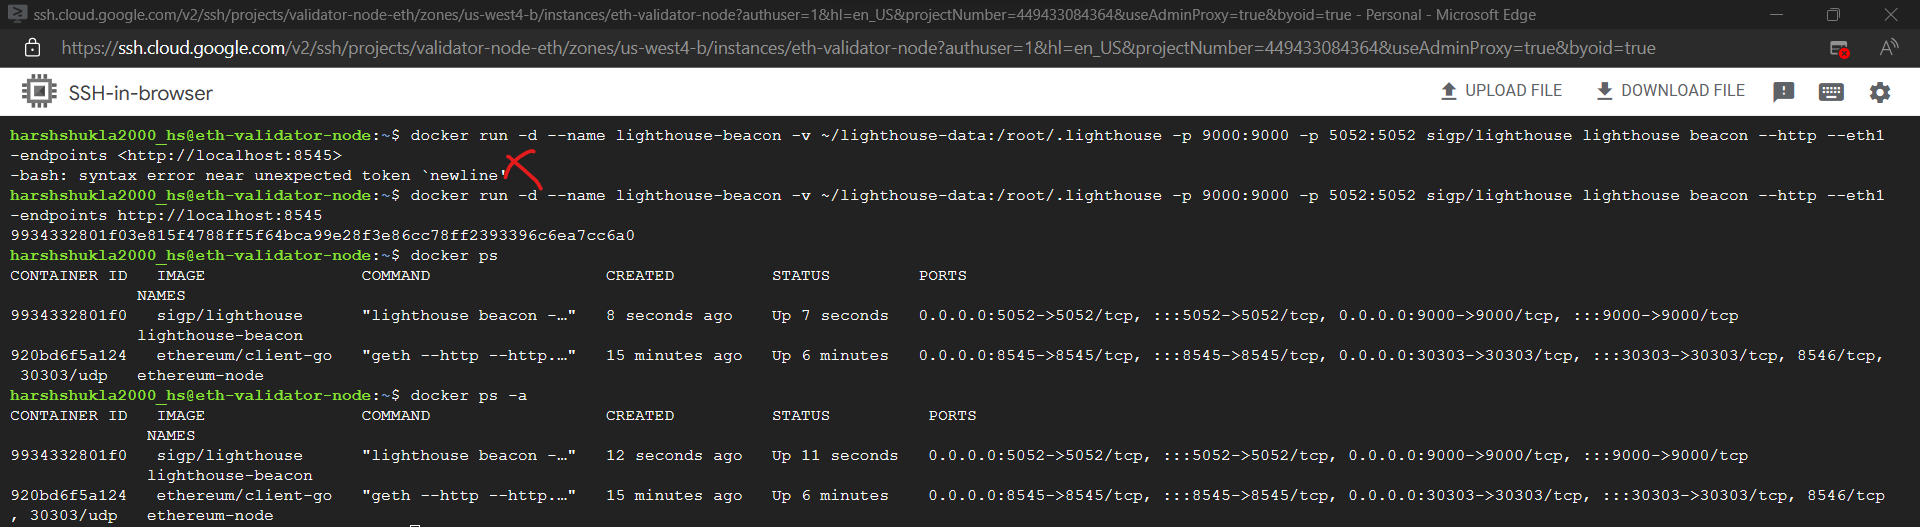 ssh.cloud.google.com/v2/ssh/projects/validator-node-eth/zones/us-west4-b/instances/eth-validator-node?authuser=1&hl=en_US&projectNumber=449433084364&useAdminProxy=true&byoid=true - Personal - Microsoft Edge
https://ssh.cloud.google.com/v2/ssh/projects/validator-node-eth/zones/us-west4-b/instances/eth-validator-node?authuser=1&hl=en_US&projectNumber=449433084364&useAdminProxy=true&byoid=true
SSH-in-browser UPLOAD FILE DOWNLOAD FILE
harshshukla2000_hs@eth-validator-node:~$ docker run -d --name lighthouse-beacon -v ~/lighthouse-data:/root/.lighthouse -p 9000:9000 -p 5052:5052 sigp/lighthouse lighthouse beacon --http --eth1
-endpoints <http://localhost:8545>
-bash: syntax error near unexpected token `newline'
harshshukla2000_hs@eth-validator-node:~$ docker run -d --name lighthouse-beacon -v ~/lighthouse-data:/root/.lighthouse -p 9000:9000 -p 5052:5052 sigp/lighthouse lighthouse beacon --http --eth1
-endpoints http://localhost:8545
9934332801f03e815f4788ff5f64bca99e28f3e86cc78ff2393396c6ea7cc6a0
harshshukla2000_hs@eth-validator-node:~$ docker ps
CONTAINER ID IMAGE COMMAND CREATED STATUS PORTS
NAMES
9934332801f0 sigp/lighthouse "lighthouse beacon -…" 8 seconds ago Up 7 seconds 0.0.0.0:5052->5052/tcp, :::5052->5052/tcp, 0.0.0.0:9000->9000/tcp, :::9000->9000/tcp
lighthouse-beacon
920bd6f5a124 ethereum/client-go "geth --http --http.…" 15 minutes ago Up 6 minutes 0.0.0.0:8545->8545/tcp, :::8545->8545/tcp, 0.0.0.0:30303->30303/tcp, :::30303->30303/tcp, 8546/tcp,
30303/udp ethereum-node
harshshukla2000_hs@eth-validator-node:~$ docker ps -a
CONTAINER ID IMAGE COMMAND CREATED STATUS PORTS
NAMES
9934332801f0 sigp/lighthouse "lighthouse beacon -…" 12 seconds ago Up 11 seconds 0.0.0.0:5052->5052/tcp, :::5052->5052/tcp, 0.0.0.0:9000->9000/tcp, :::9000->9000/tcp
lighthouse-beacon
920bd6f5a124 ethereum/client-go "geth --http --http.…" 15 minutes ago Up 6 minutes 0.0.0.0:8545->8545/tcp, :::8545->8545/tcp, 0.0.0.0:30303->30303/tcp, :::30303->30303/tcp, 8546/tcp
, 30303/udp ethereum-node